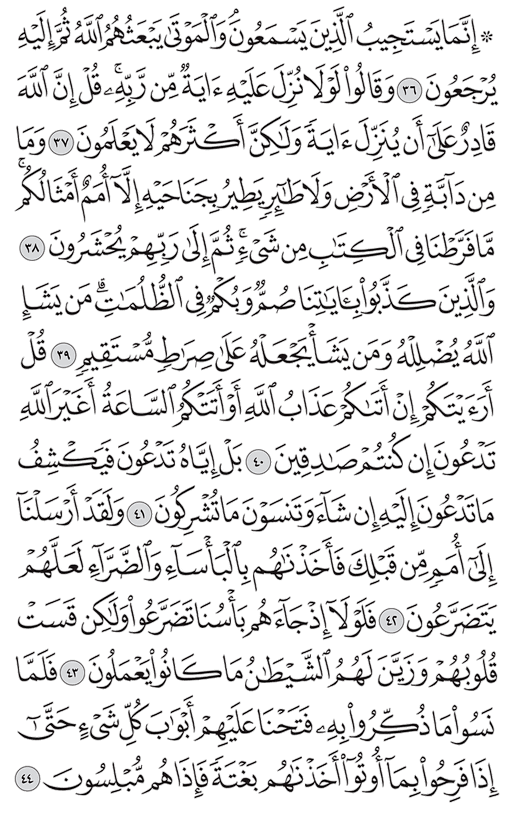 ۞ إِنَّمَا يَسْتَجِيبُ ٱلَّذِينَ يَسْمَعُونَۘ وَٱلْمَوْتَىٰ يَبْعَثُهُمُ ٱللَّهُ ثُمَّ إِلَيْهِ
يُرْجَعُونَ ٣٦ وَقَالُوا۟ لَوْلَا نُزِّلَ عَلَيْهِ ءَايَةٌ مِّن رَّبِّهِۦۚ قُلْ إِنَّ ٱللَّهَ
قَادِرٌ عَلَىٰٓ أَن يُنَزِّلَ ءَايَةً وَلَٰكِنَّ أَكْثَرَهُمْ لَا يَعْلَمُونَ ٣٧ وَمَا
مِن دَآبَّةٍ فِى ٱلْأَرْضِ وَلَا طَٰٓئِرٍ يَطِيرُ بِجَنَاحَيْهِ إِلَّآ أُمَمٌ أَمْثَالُكُمۚ
مَّا فَرَّطْنَا فِى ٱلْكِتَٰبِ مِن شَىْءٍۚ ثُمَّ إِلَىٰ رَبِّهِمْ يُحْشَرُونَ ٣٨
وَٱلَّذِينَ كَذَّبُوا۟ بِـَٔايَٰتِنَا صُمٌّ وَبُكْمٌ فِى ٱلظُّلُمَٰتِۗ مَن يَشَإِ
ٱللَّهُ يُضْلِلْهُ وَمَن يَشَأْ يَجْعَلْهُ عَلَىٰ صِرَٰطٍ مُّسْتَقِيمٍ ٣٩ قُلْ
أَرَءَيْتَكُمْ إِنْ أَتَىٰكُمْ عَذَابُ ٱللَّهِ أَوْ أَتَتْكُمُ ٱلسَّاعَةُ أَغَيْرَ ٱللَّهِ
تَدْعُونَ إِن كُنتُمْ صَٰدِقِينَ ٤٠ بَلْ إِيَّاهُ تَدْعُونَ فَيَكْشِفُ
مَا تَدْعُونَ إِلَيْهِ إِن شَآءَ وَتَنسَوْنَ مَا تُشْرِكُونَ ٤١ وَلَقَدْ أَرْسَلْنَآ
إِلَىٰٓ أُمَمٍ مِّن قَبْلِكَ فَأَخَذْنَٰهُم بِٱلْبَأْسَآءِ وَٱلضَّرَّآءِ لَعَلَّهُمْ
يَتَضَرَّعُونَ ٤٢ فَلَوْلَآ إِذْ جَآءَهُم بَأْسُنَا تَضَرَّعُوا۟ وَلَٰكِن قَسَتْ
قُلُوبُهُمْ وَزَيَّنَ لَهُمُ ٱلشَّيْطَٰنُ مَا كَانُوا۟ يَعْمَلُونَ ٤٣ فَلَمَّا
نَسُوا۟ مَا ذُكِّرُوا۟ بِهِۦ فَتَحْنَا عَلَيْهِمْ أَبْوَٰبَ كُلِّ شَىْءٍ حَتَّىٰٓ
إِذَا فَرِحُوا۟ بِمَآ أُوتُوٓا۟ أَخَذْنَٰهُم بَغْتَةً فَإِذَا هُم مُّبْلِسُونَ ٤٤